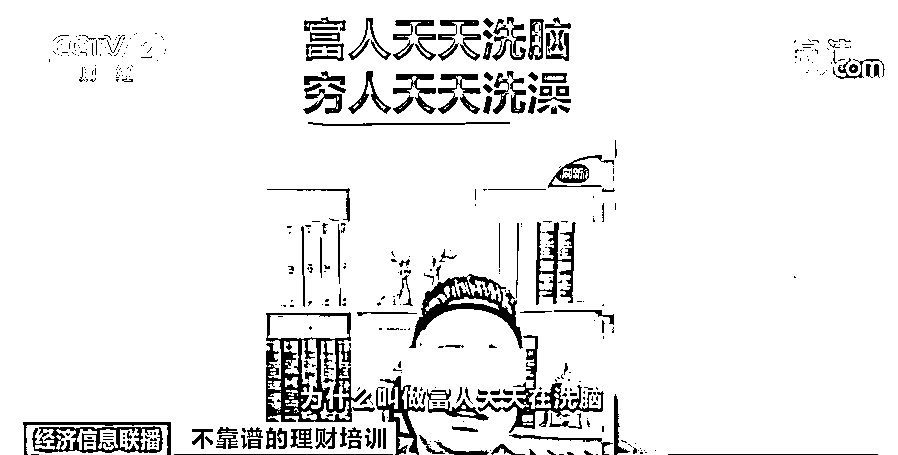 CCTV 2
财经
高清
com
富人天天洗脑
穷人天天洗澡
为什么叫做富人天天在洗脑
经济信息联播
不靠谱的理财培训